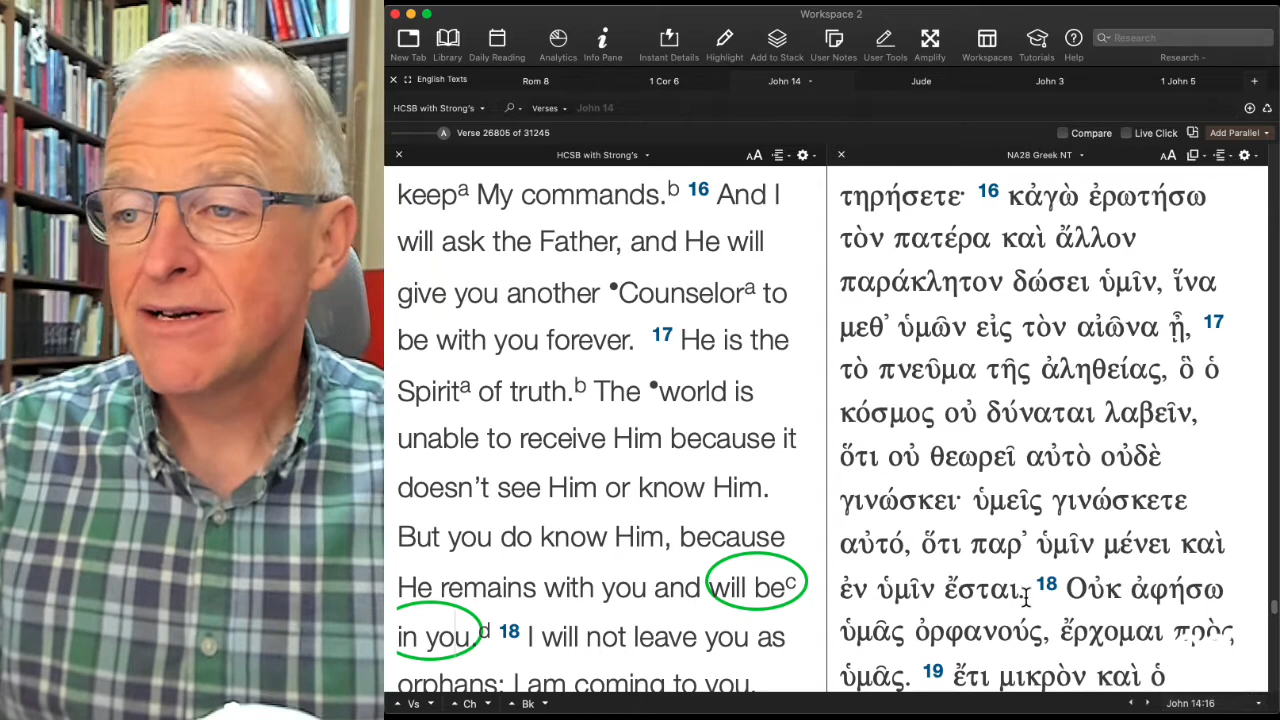 Workspace 2
New Tab Library Daily Reading Analytics Info Pane Instant Details Highlight Add to Stack User Notes User Tools Amplify Workspaces Tutorials Help Research
Research
English Texts Rom 8 1 Cor 6 John 14 Jude John 3 1 John 5
HCSB with Strong's Verses John 14
A Verse 26805 of 31245 Compare Live Click Add Parallel
HCSB with Strong's
keepᵃ My commands.ᵇ 16 And I
will ask the Father, and He will
give you another •Counselorᵃ to
be with you forever. 17 He is the
Spiritᵃ of truth.ᵇ The •world is
unable to receive Him because it
doesn't see Him or know Him.
But you do know Him, because
He remains with you and will beᶜ
in you.ᵈ 18 I will not leave you as
orphans; I am coming to you.
NA28 Greek NT
τηρήσετε· 16 κἀγὼ ἐρωτήσω
τὸν πατέρα καὶ ἄλλον
παράκλητον δώσει ὑμῖν, ἵνα
μεθ' ὑμῶν εἰς τὸν αἰῶνα ᾖ, 17
τὸ πνεῦμα τῆς ἀληθείας, ὃ ὁ
κόσμος οὐ δύναται λαβεῖν,
ὅτι οὐ θεωρεῖ αὐτὸ οὐδὲ
γινώσκει· ὑμεῖς γινώσκετε
αὐτό, ὅτι παρ' ὑμῖν μένει καὶ
ἐν ὑμῖν ἔσται. 18 Οὐκ ἀφήσω
ὑμᾶς ὀρφανούς, ἔρχομαι πρὸς
ὑμᾶς. 19 ἔτι μικρὸν καὶ ὁ
Vs Ch Bk John 14:16